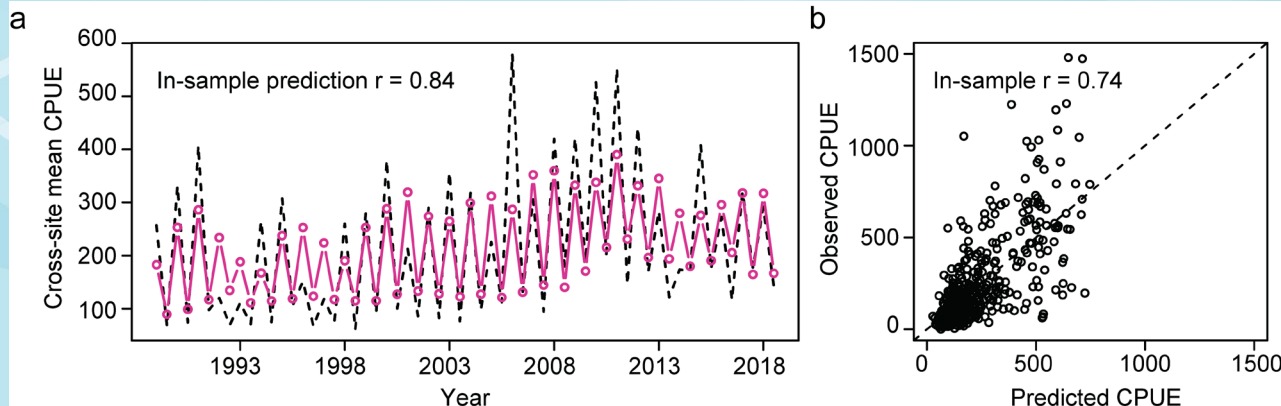 a
600
500
400
300
200
100
Cross-site mean CPUE
In-sample prediction r = 0.84
1993
1998
2003
2008
2013
2018
Year
b
1500
1000
500
0
Observed CPUE
In-sample r = 0.74
0
500
1000
1500
Predicted CPUE